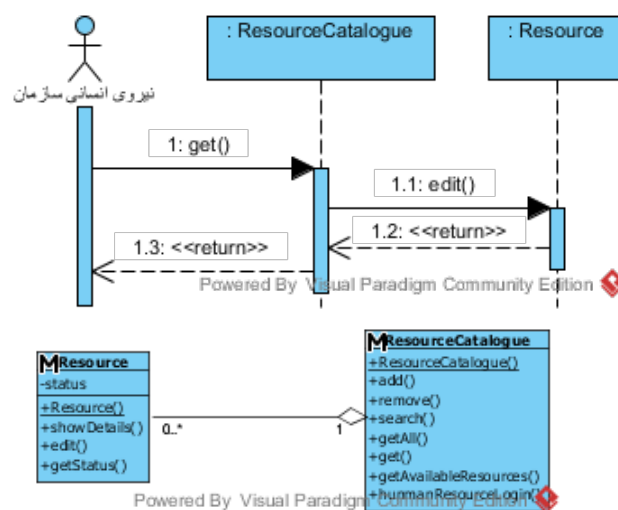 : ResourceCatalogue
: Resource
نیروی انسانی سازمان
1: get()
1.1: edit()
1.2: <<return>>
1.3: <<return>>
Powered By Visual Paradigm Community Edition
Resource
-status
+Resource()
+showDetails()
+edit()
+getStatus()
0..*
1
ResourceCatalogue
+ResourceCatalogue()
+add()
+remove()
+search()
+getAll()
+get()
+getAvailableResources()
+hunmanResourceLogin()
Powered By Visual Paradigm Community Edition